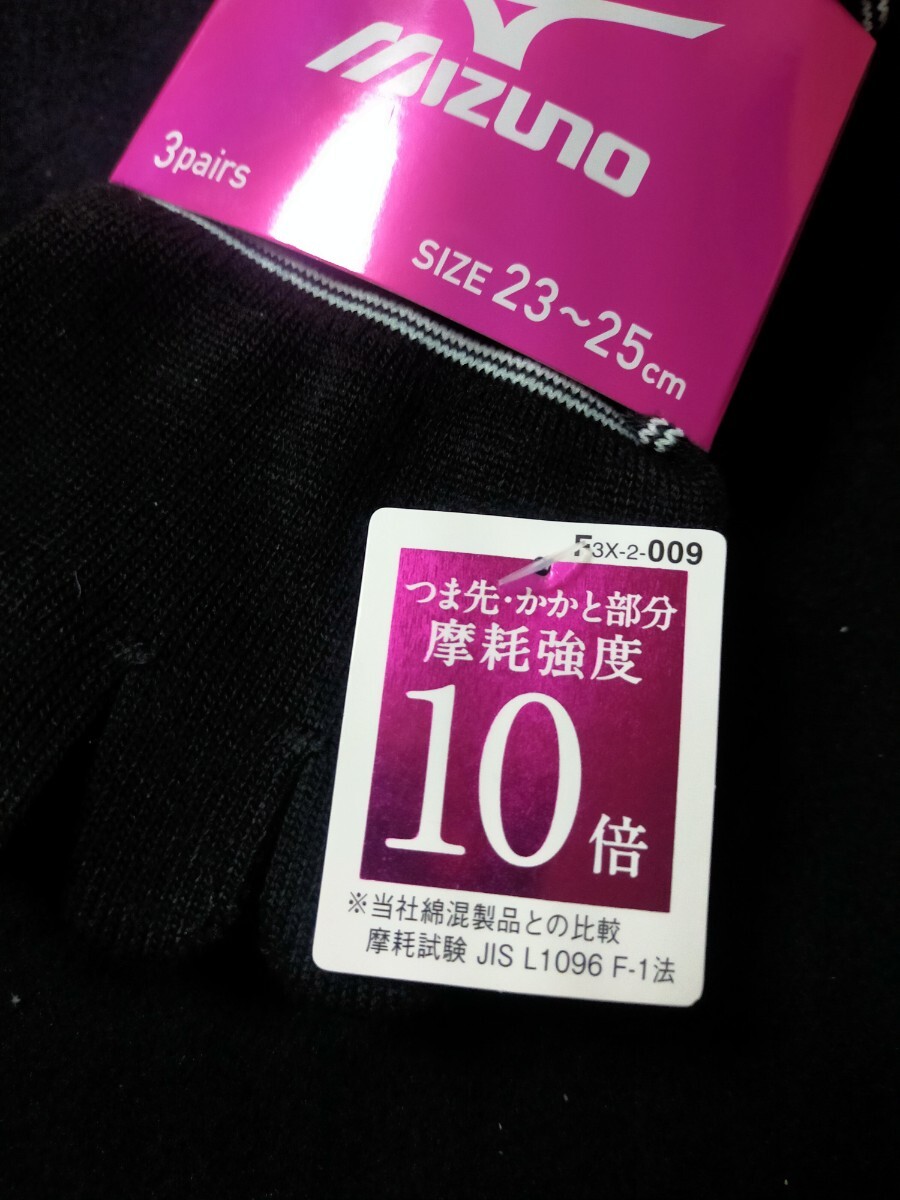 MIZUNO
3pairs
SIZE 23~25cm
F3X-2-009
つま先・かかと部分
摩耗強度
10倍
※当社綿混製品との比較
摩耗試験 JIS L1096 F-1法